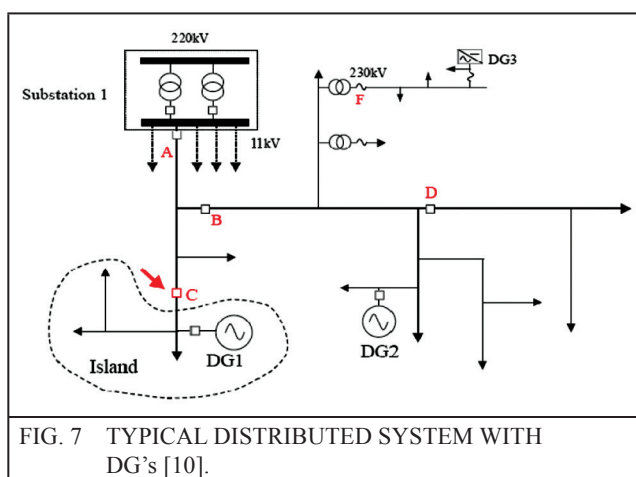 220kV
Substation 1
A
11kV
230kV
F
DG3
B
D
C
DG1
Island
DG2
FIG. 7 TYPICAL DISTRIBUTED SYSTEM WITH
DG's [10].